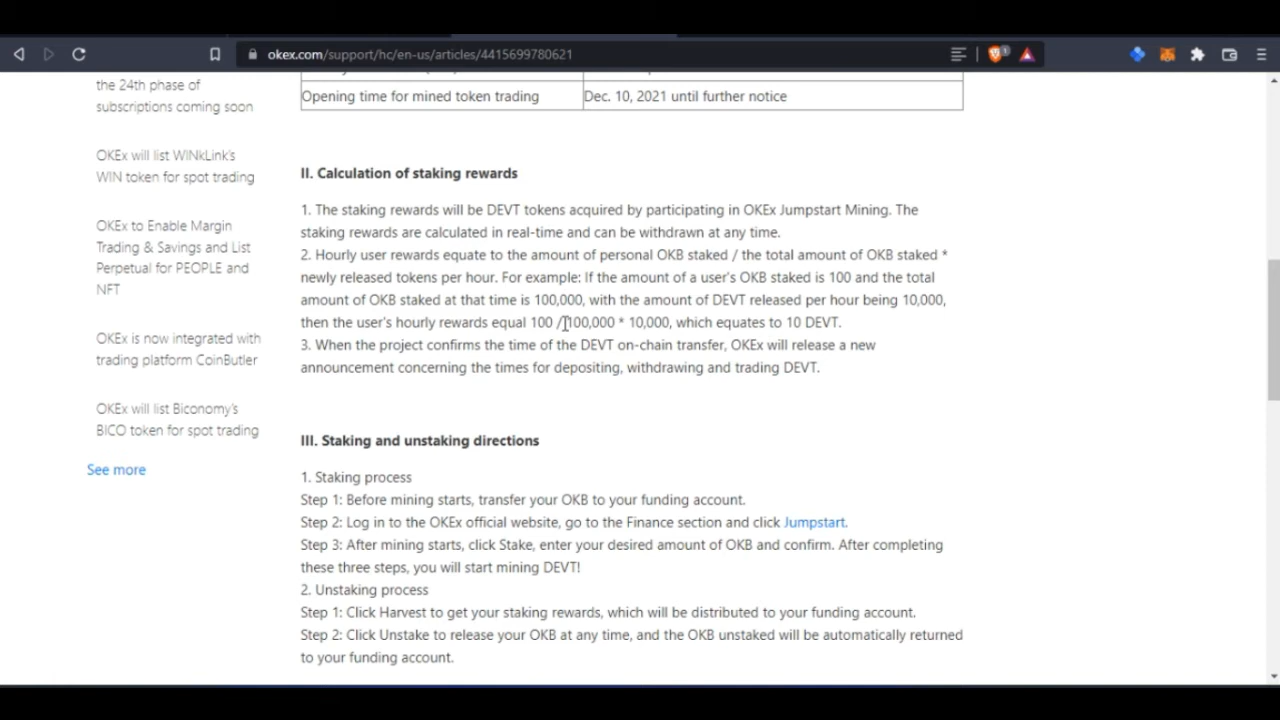 okex.com/support/hc/en-us/articles/4415699780621
the 24th phase of
subscriptions coming soon
OKEx will list WINkLink's
WIN token for spot trading
OKEx to Enable Margin
Trading & Savings and List
Perpetual for PEOPLE and
NFT
OKEx is now integrated with
trading platform CoinButler
OKEx will list Biconomy's
BICO token for spot trading
See more
Opening time for mined token trading
Dec. 10, 2021 until further notice
II. Calculation of staking rewards
1. The staking rewards will be DEVT tokens acquired by participating in OKEx Jumpstart Mining. The
staking rewards are calculated in real-time and can be withdrawn at any time.
2. Hourly user rewards equate to the amount of personal OKB staked / the total amount of OKB staked *
newly released tokens per hour. For example: If the amount of a user's OKB staked is 100 and the total
amount of OKB staked at that time is 100,000, with the amount of DEVT released per hour being 10,000,
then the user's hourly rewards equal 100 / 100,000 * 10,000, which equates to 10 DEVT.
3. When the project confirms the time of the DEVT on-chain transfer, OKEx will release a new
announcement concerning the times for depositing, withdrawing and trading DEVT.
III. Staking and unstaking directions
1. Staking process
Step 1: Before mining starts, transfer your OKB to your funding account.
Step 2: Log in to the OKEx official website, go to the Finance section and click Jumpstart.
Step 3: After mining starts, click Stake, enter your desired amount of OKB and confirm. After completing
these three steps, you will start mining DEVT!
2. Unstaking process
Step 1: Click Harvest to get your staking rewards, which will be distributed to your funding account.
Step 2: Click Unstake to release your OKB at any time, and the OKB unstaked will be automatically returned
to your funding account.